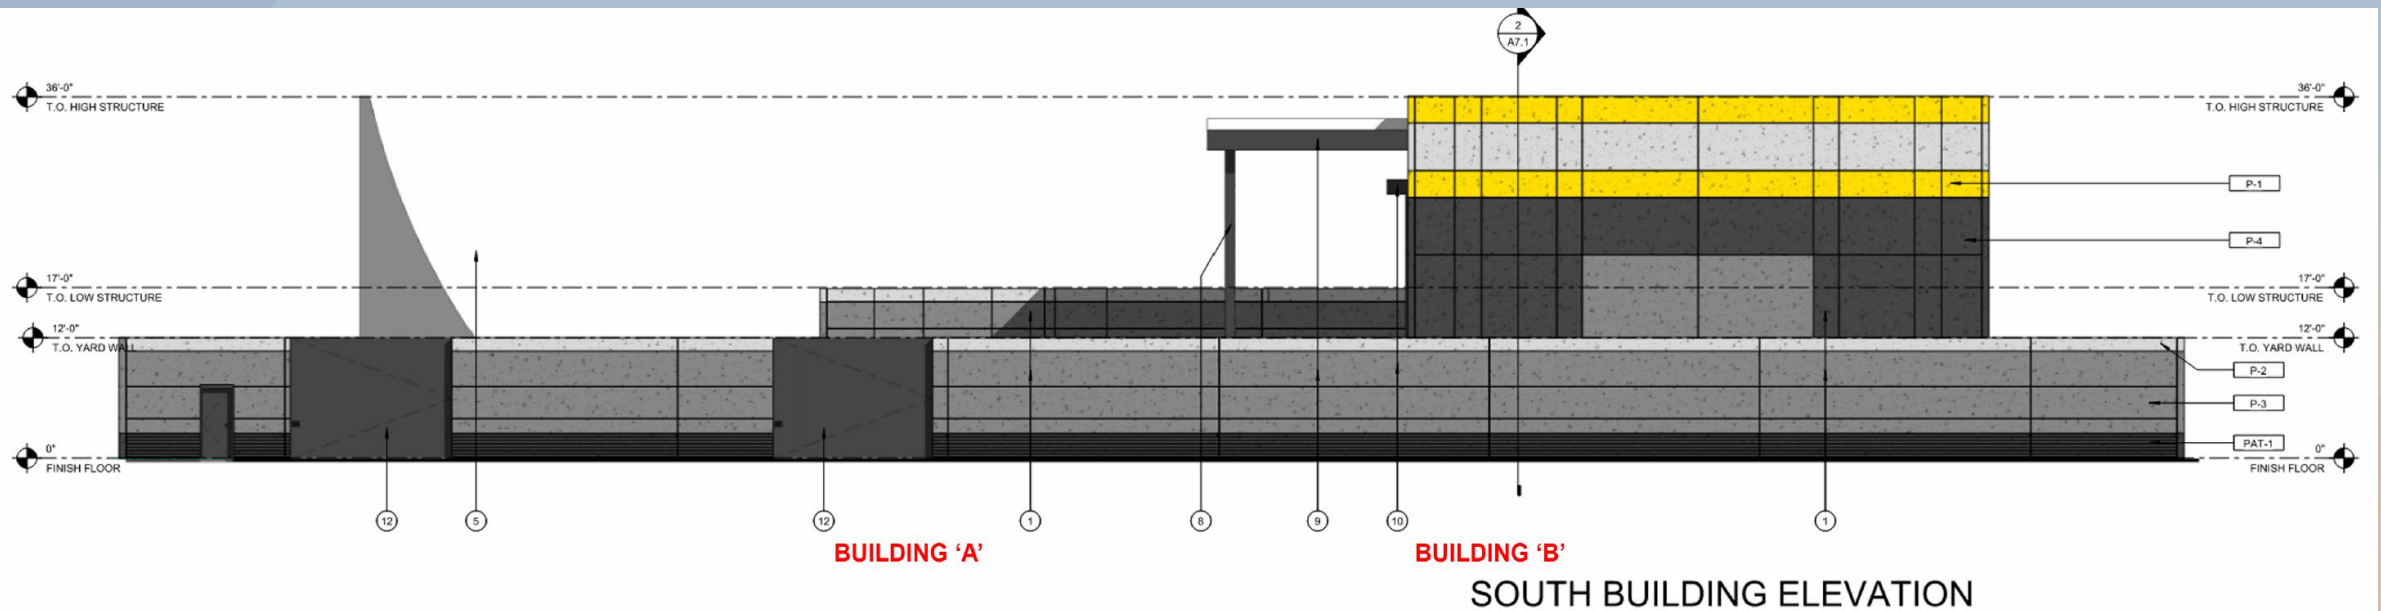 2
A7.1
36'-0"
T.O. HIGH STRUCTURE
36'-0"
T.O. HIGH STRUCTURE
P-1
P-4
17'-0"
T.O. LOW STRUCTURE
17'-0"
T.O. LOW STRUCTURE
12'-0"
T.O. YARD WALL
12'-0"
T.O. YARD WALL
P-2
P-3
PAT-1
0"
FINISH FLOOR
0"
FINISH FLOOR
12 5 12 1 8 9 10 1
BUILDING ‘A’ BUILDING ‘B’
SOUTH BUILDING ELEVATION